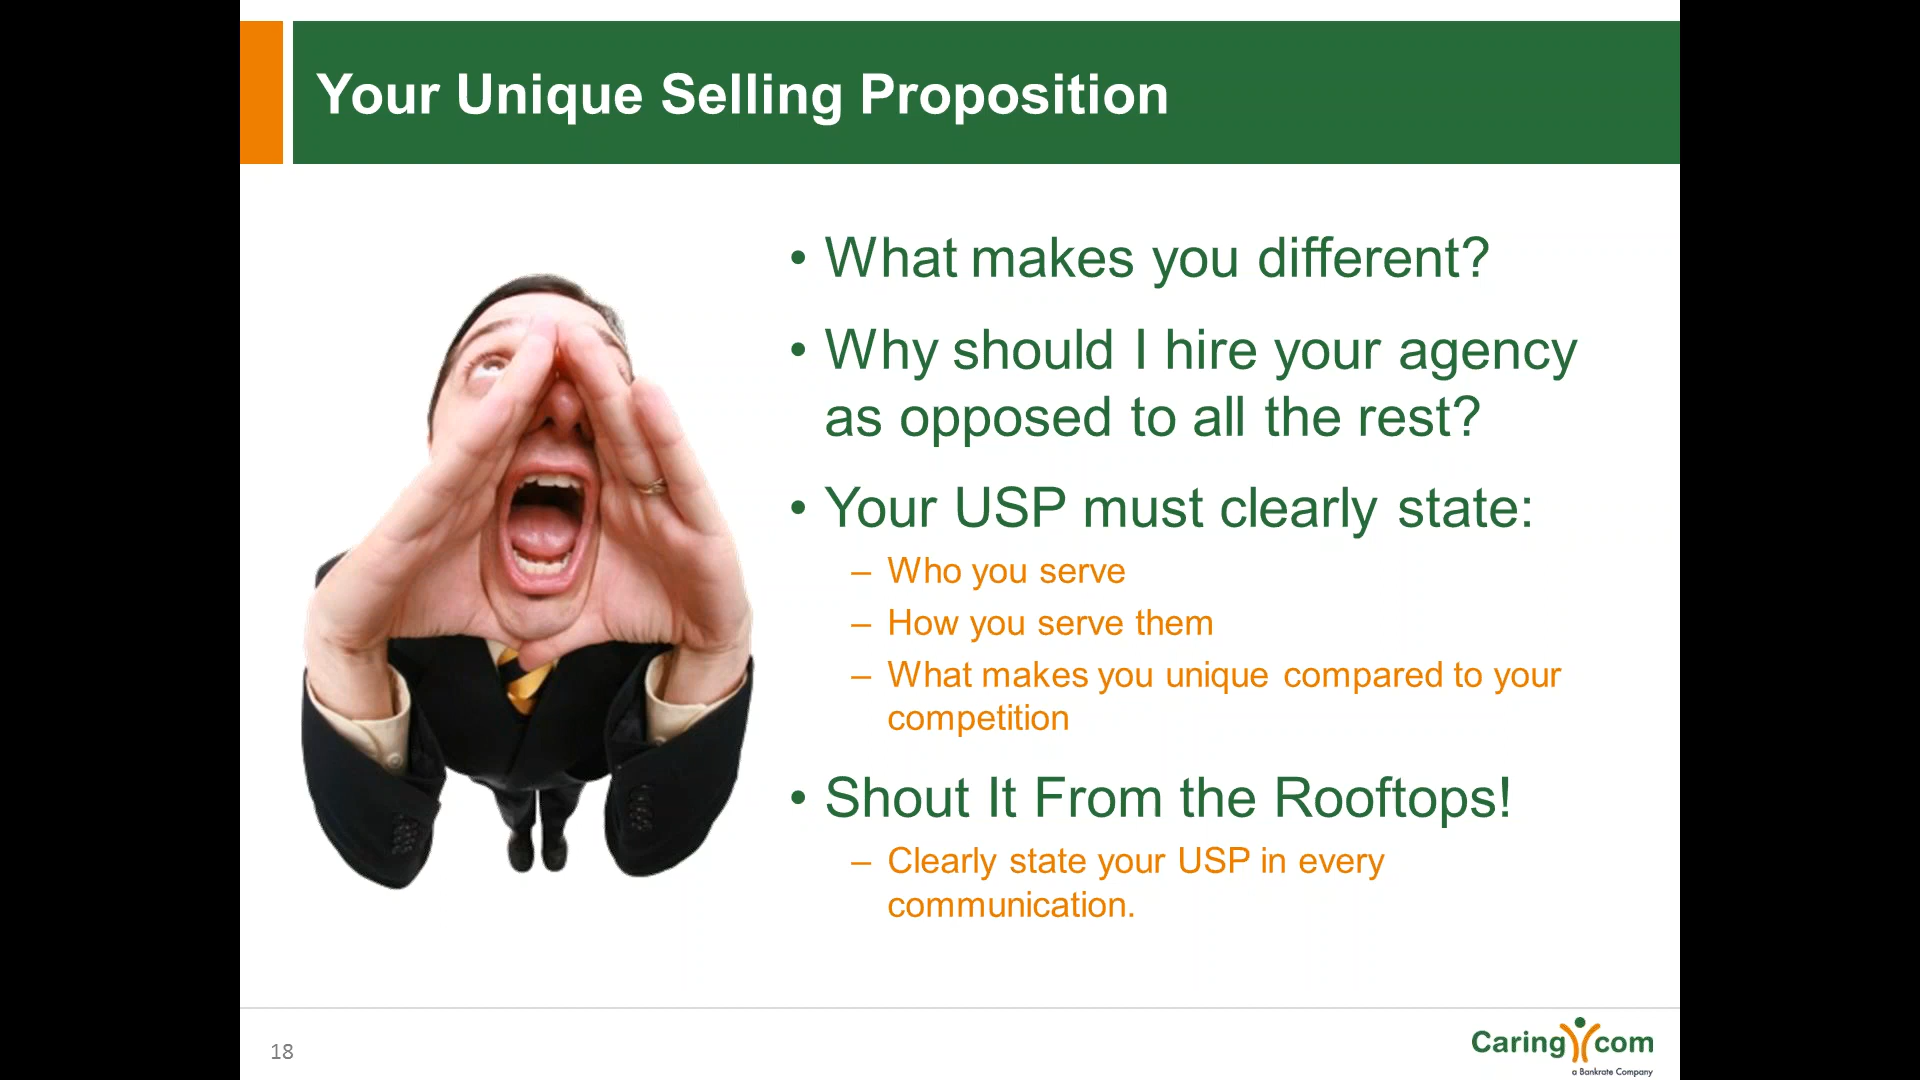 Your Unique Selling Proposition
• What makes you different?
• Why should I hire your agency
as opposed to all the rest?
• Your USP must clearly state:
– Who you serve
– How you serve them
– What makes you unique compared to your
competition
• Shout It From the Rooftops!
– Clearly state your USP in every
communication.
18
Caring com
a Bankrate Company